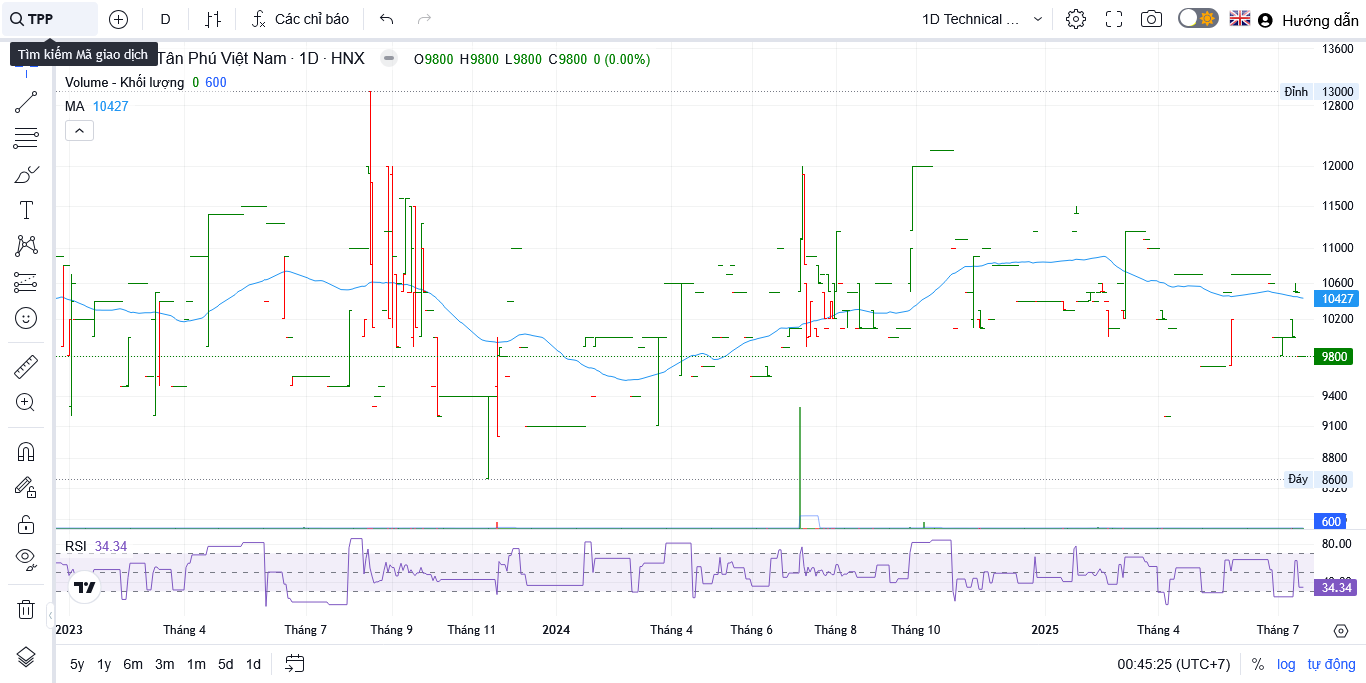 TPP
D
Các chỉ báo
1D Technical ...
Hướng dẫn
Tìm kiếm Mã giao dịch
Tân Phú Việt Nam · 1D · HNX
O9800 H9800 L9800 C9800 0 (0.00%)
Volume - Khối lượng 0 600
MA 10427
13600
Đỉnh 13000
12800
12000
11500
11000
10600
10427
10200
9800
9400
9100
8800
Đáy 8600
600
RSI 34.34
80.00
34.34
2023 Tháng 4 Tháng 7 Tháng 9 Tháng 11 2024 Tháng 4 Tháng 6 Tháng 8 Tháng 10 2025 Tháng 4 Tháng 7
5y 1y 6m 3m 1m 5d 1d
00:45:25 (UTC+7) % log tự động